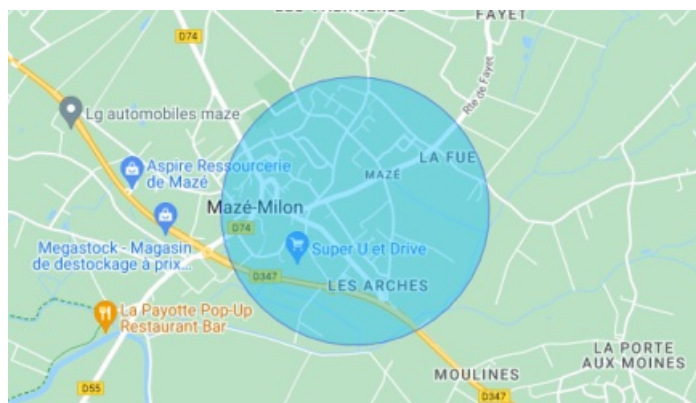 FAYET
D74
Rte de Fayet
Lg automobiles maze
LA FUE
Aspire Ressourcerie
de Mazé
MAZÉ
Mazé-Milon
D74
Megastock - Magasin
de destockage à prix...
Super U et Drive
D347
LES ARCHES
La Payotte Pop-Up
Restaurant Bar
LA PORTE
AUX MOINES
MOULINES
D55
D347